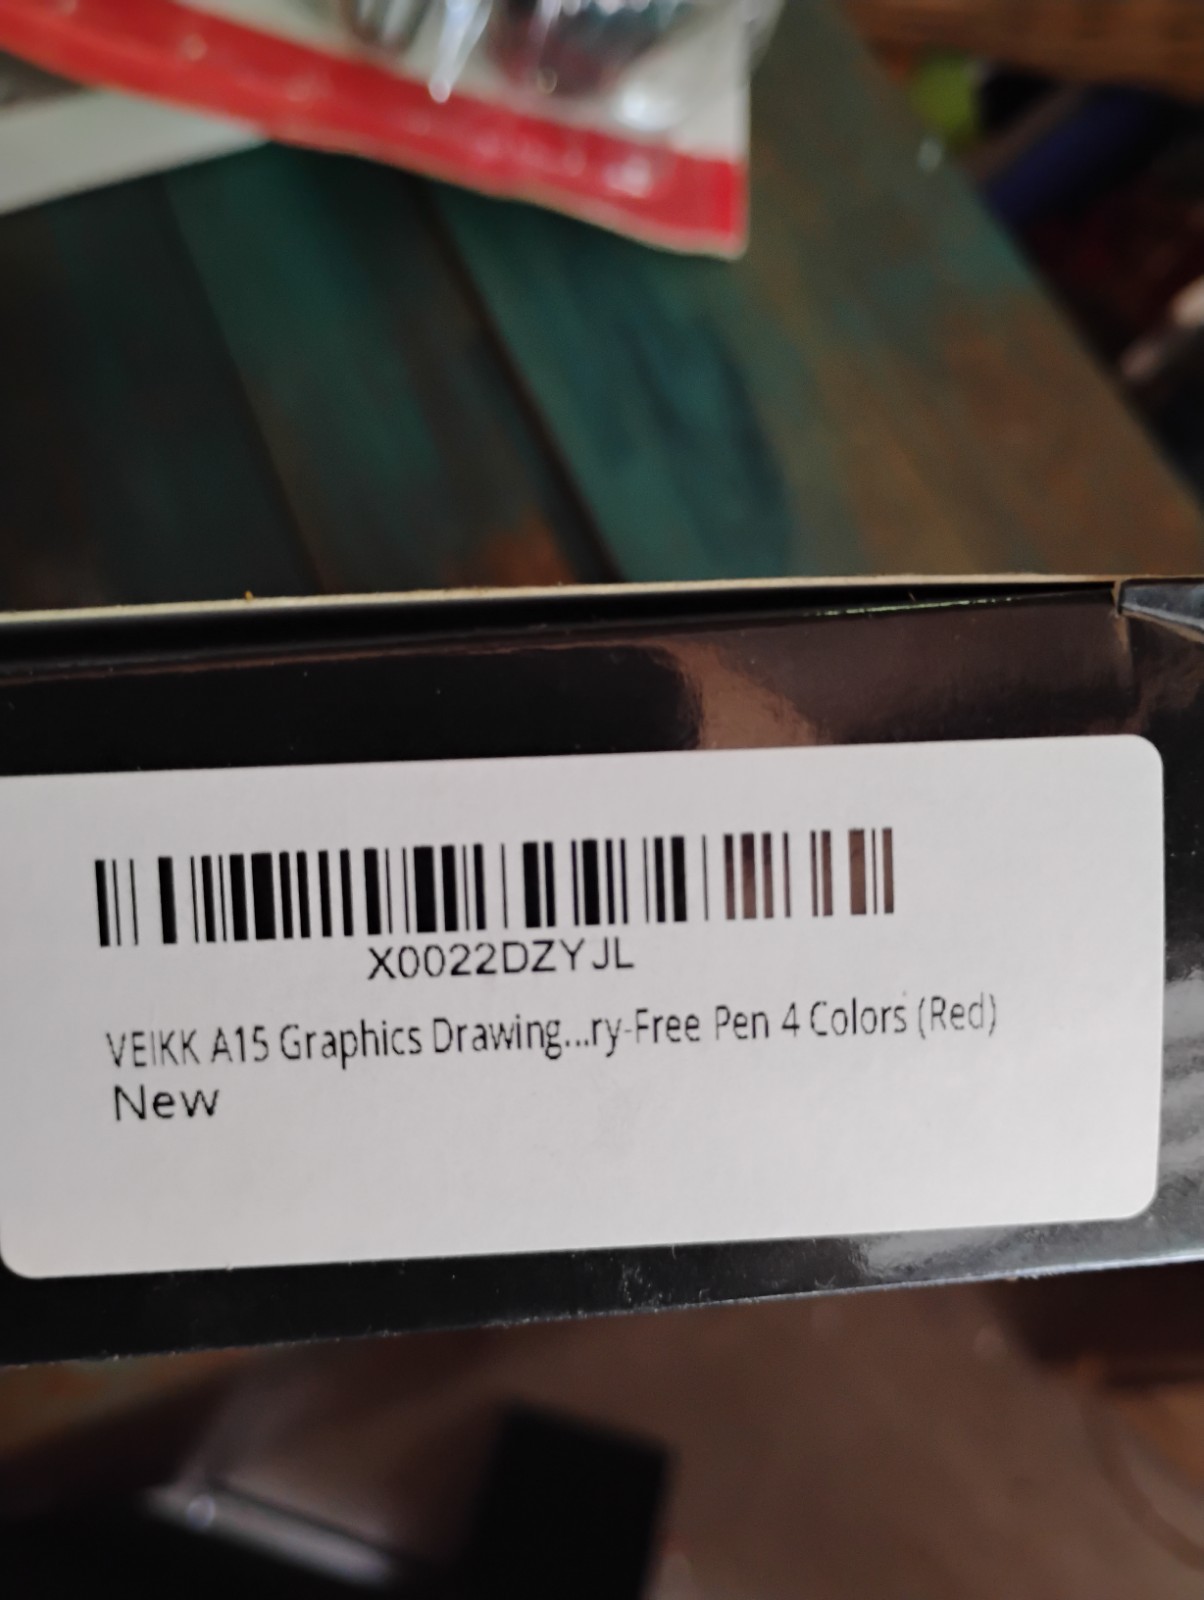 X0022DZYJL
VEIKK A15 Graphics Drawing...ry-Free Pen 4 Colors (Red)
New